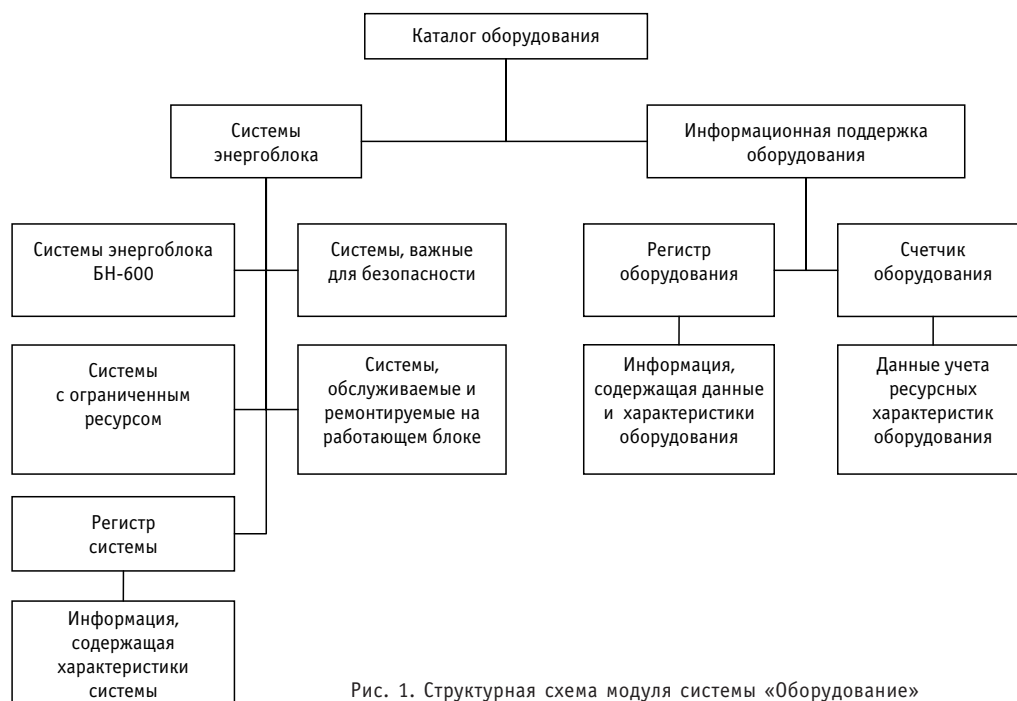 Каталог оборудования
Системы
энергоблока
Информационная поддержка
оборудования
Системы энергоблока
БН-600
Системы, важные
для безопасности
Регистр
оборудования
Счетчик
оборудования
Системы
с ограниченным
ресурсом
Системы,
обслуживаемые и
ремонтируемые на
работающем блоке
Информация,
содержащая данные
и характеристики
оборудования
Данные учета
ресурсных
характеристик
оборудования
Регистр
системы
Информация,
содержащая
характеристики
системы
Рис. 1. Структурная схема модуля системы «Оборудование»